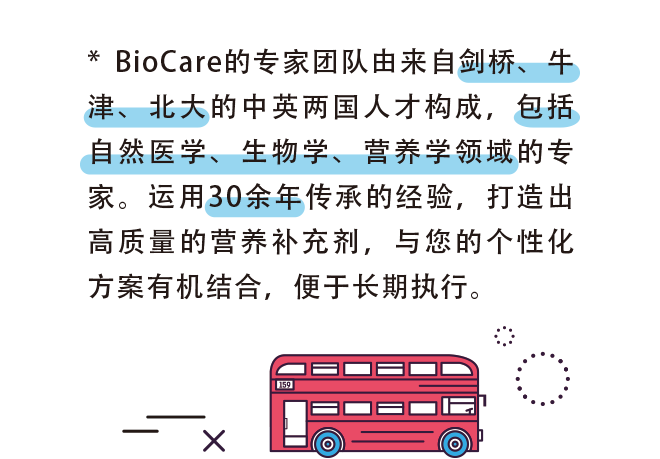 * BioCare的专家团队由来自剑桥、牛
津、北大的中英两国人才构成，包括
自然医学、生物学、营养学领域的专
家。运用30余年传承的经验，打造出
高质量的营养补充剂，与您的个性化
方案有机结合，便于长期执行。
159